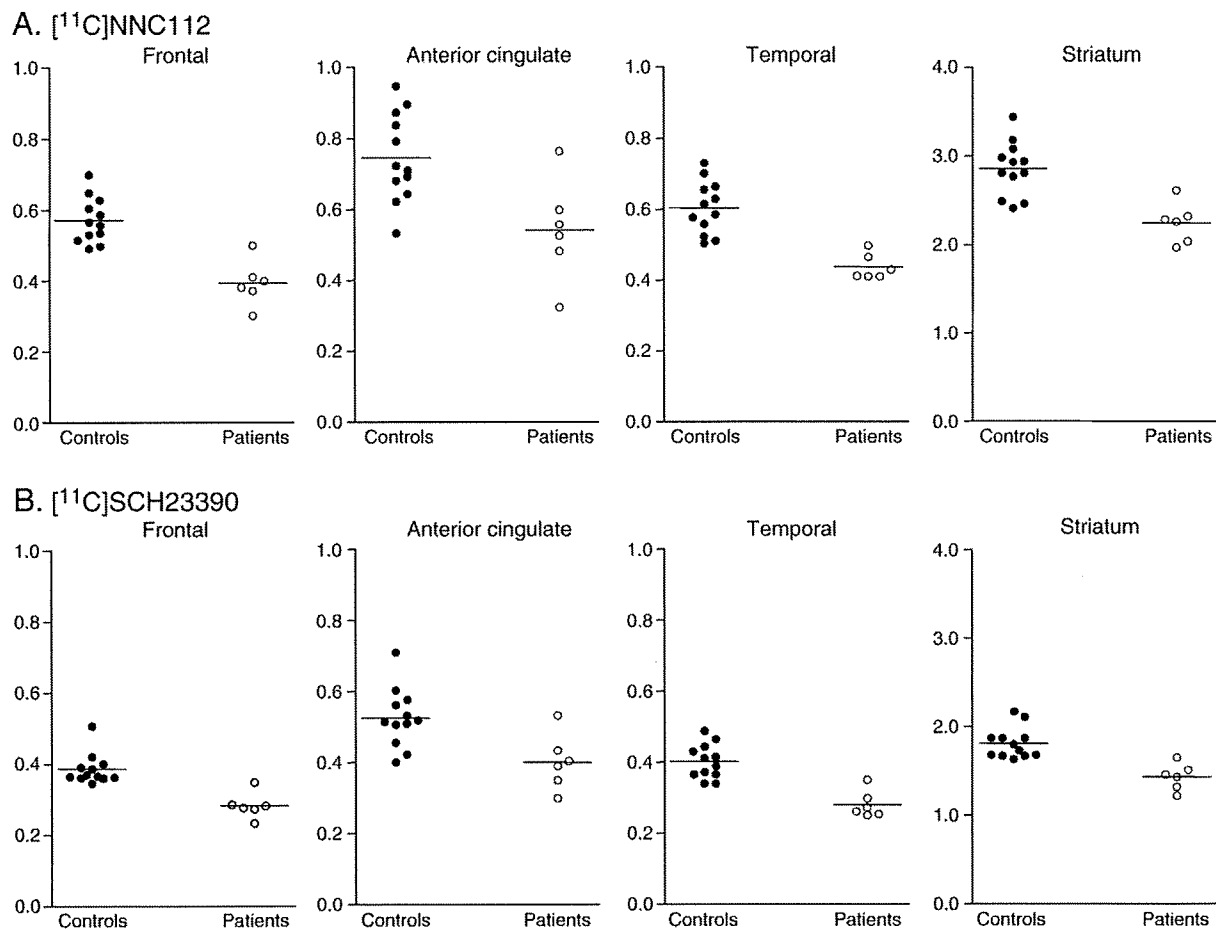 A. [¹¹C]NNC112
Frontal
Anterior cingulate
Temporal
Striatum
1.0
0.8
0.6
0.4
0.2
0.0
Controls
Patients
1.0
0.8
0.6
0.4
0.2
0.0
Controls
Patients
1.0
0.8
0.6
0.4
0.2
0.0
Controls
Patients
4.0
3.0
2.0
1.0
0.0
Controls
Patients
B. [¹¹C]SCH23390
Frontal
Anterior cingulate
Temporal
Striatum
1.0
0.8
0.6
0.4
0.2
0.0
Controls
Patients
1.0
0.8
0.6
0.4
0.2
0.0
Controls
Patients
1.0
0.8
0.6
0.4
0.2
0.0
Controls
Patients
4.0
3.0
2.0
1.0
0.0
Controls
Patients